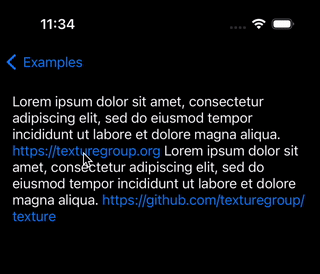 11:34
Examples
Lorem ipsum dolor sit amet, consectetur
adipiscing elit, sed do eiusmod tempor
incididunt ut labore et dolore magna aliqua.
https://texturegroup.org Lorem ipsum dolor sit
amet, consectetur adipiscing elit, sed do
eiusmod tempor incididunt ut labore et dolore
magna aliqua. https://github.com/texturegroup/
texture